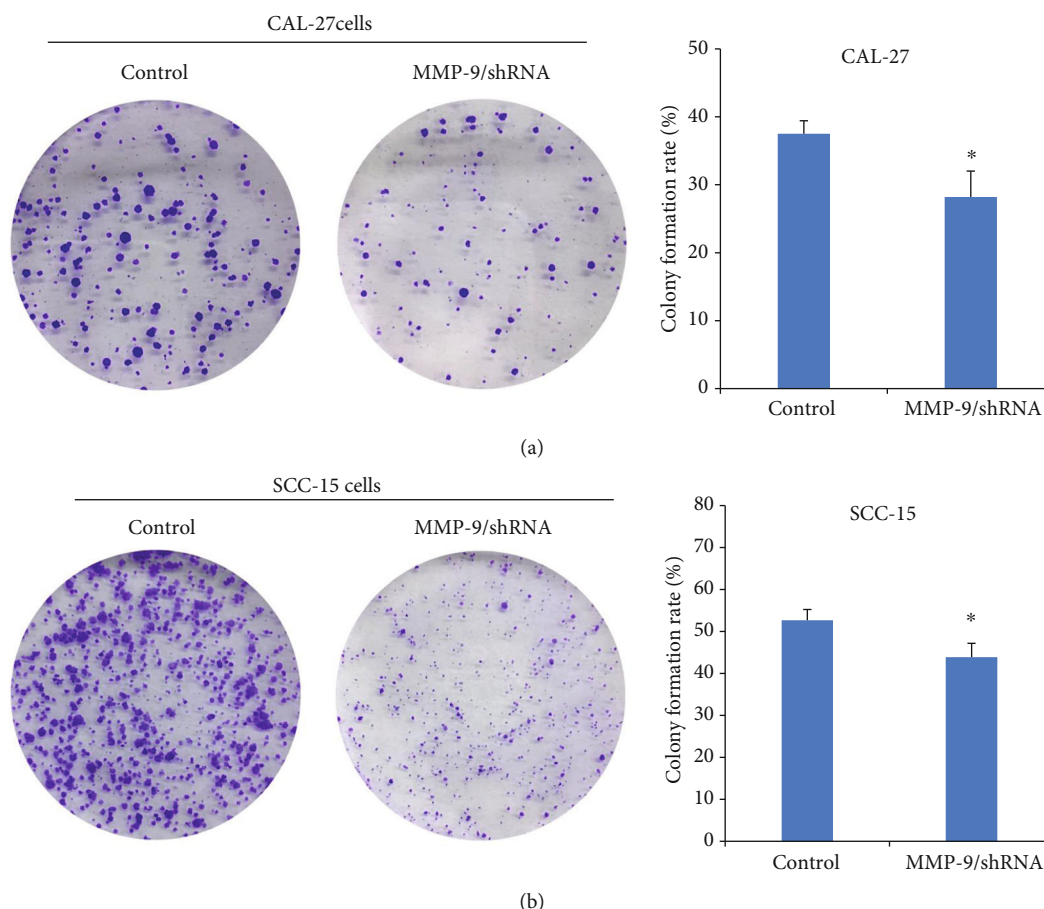 CAL-27cells
Control
MMP-9/shRNA
CAL-27
Colony formation rate (%)
50
40
30
20
10
0
*
Control
MMP-9/shRNA
(a)
SCC-15 cells
Control
MMP-9/shRNA
SCC-15
Colony formation rate (%)
80
70
60
50
40
30
20
10
0
*
Control
MMP-9/shRNA
(b)